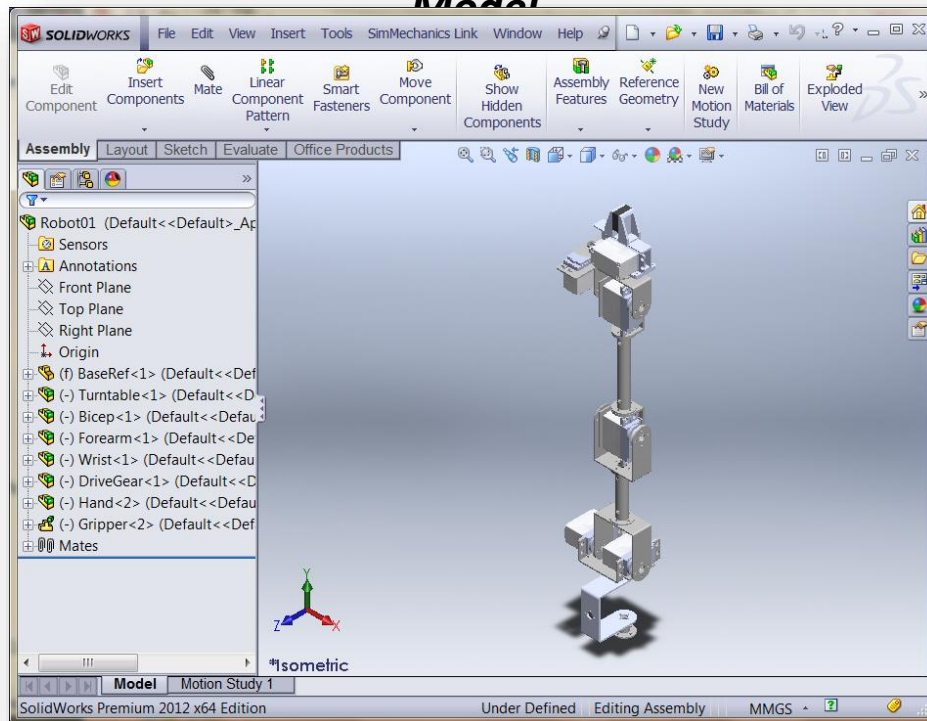 Model
SOLIDWORKS File Edit View Insert Tools SimMechanics Link Window Help
Edit Component
Insert Components
Mate
Linear Component Pattern
Smart Fasteners
Move Component
Show Hidden Components
Assembly Features
Reference Geometry
New Motion Study
Bill of Materials
Exploded View
Assembly Layout Sketch Evaluate Office Products
Robot01 (Default<<Default>_Ap
Sensors
Annotations
Front Plane
Top Plane
Right Plane
Origin
(f) BaseRef<1> (Default<<Def
(-) Turntable<1> (Default<<D
(-) Bicep<1> (Default<<Defau
(-) Forearm<1> (Default<<De
(-) Wrist<1> (Default<<Defau
(-) DriveGear<1> (Default<<D
(-) Hand<2> (Default<<Defau
(-) Gripper<2> (Default<<Def
Mates
Y
Z
X
*Isometric
Model Motion Study 1
SolidWorks Premium 2012 x64 Edition Under Defined Editing Assembly MMGS